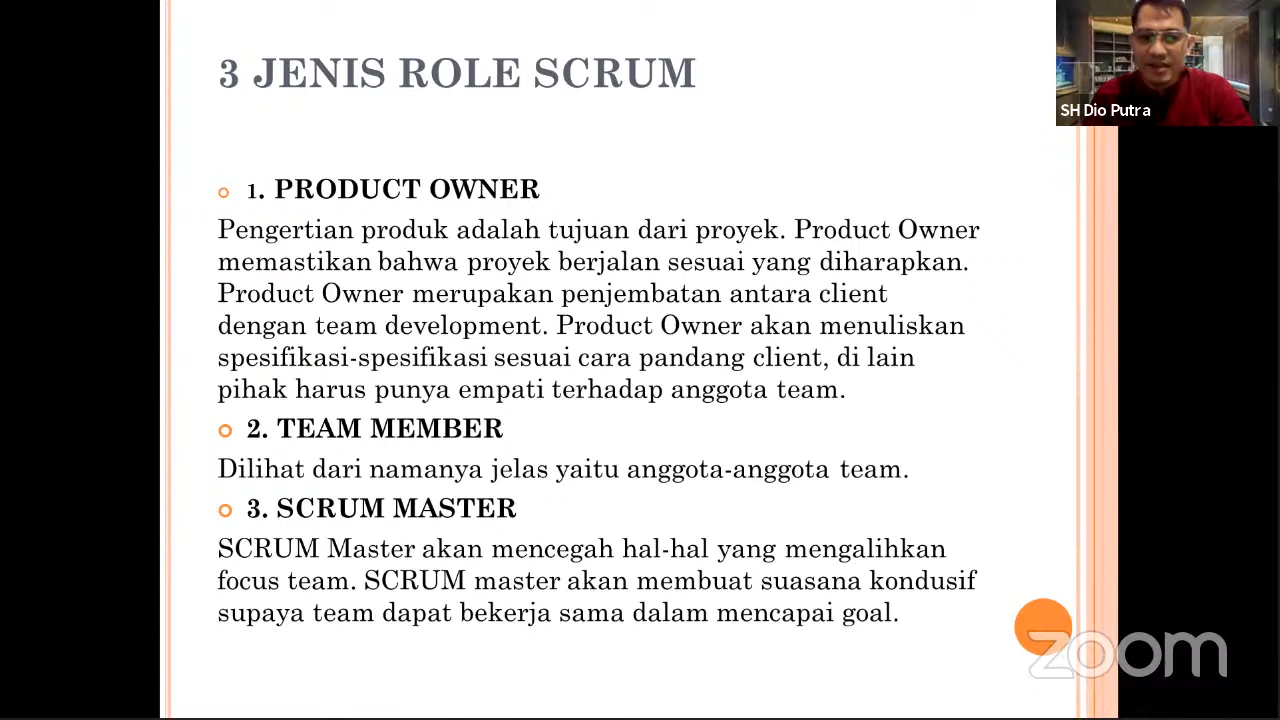 3 JENIS ROLE SCRUM
SH Dio Putra
1. PRODUCT OWNER
Pengertian produk adalah tujuan dari proyek. Product Owner
memastikan bahwa proyek berjalan sesuai yang diharapkan.
Product Owner merupakan penjembatan antara client
dengan team development. Product Owner akan menuliskan
spesifikasi-spesifikasi sesuai cara pandang client, di lain
pihak harus punya empati terhadap anggota team.
2. TEAM MEMBER
Dilihat dari namanya jelas yaitu anggota-anggota team.
3. SCRUM MASTER
SCRUM Master akan mencegah hal-hal yang mengalihkan
focus team. SCRUM master akan membuat suasana kondusif
supaya team dapat bekerja sama dalam mencapai goal.
zoom